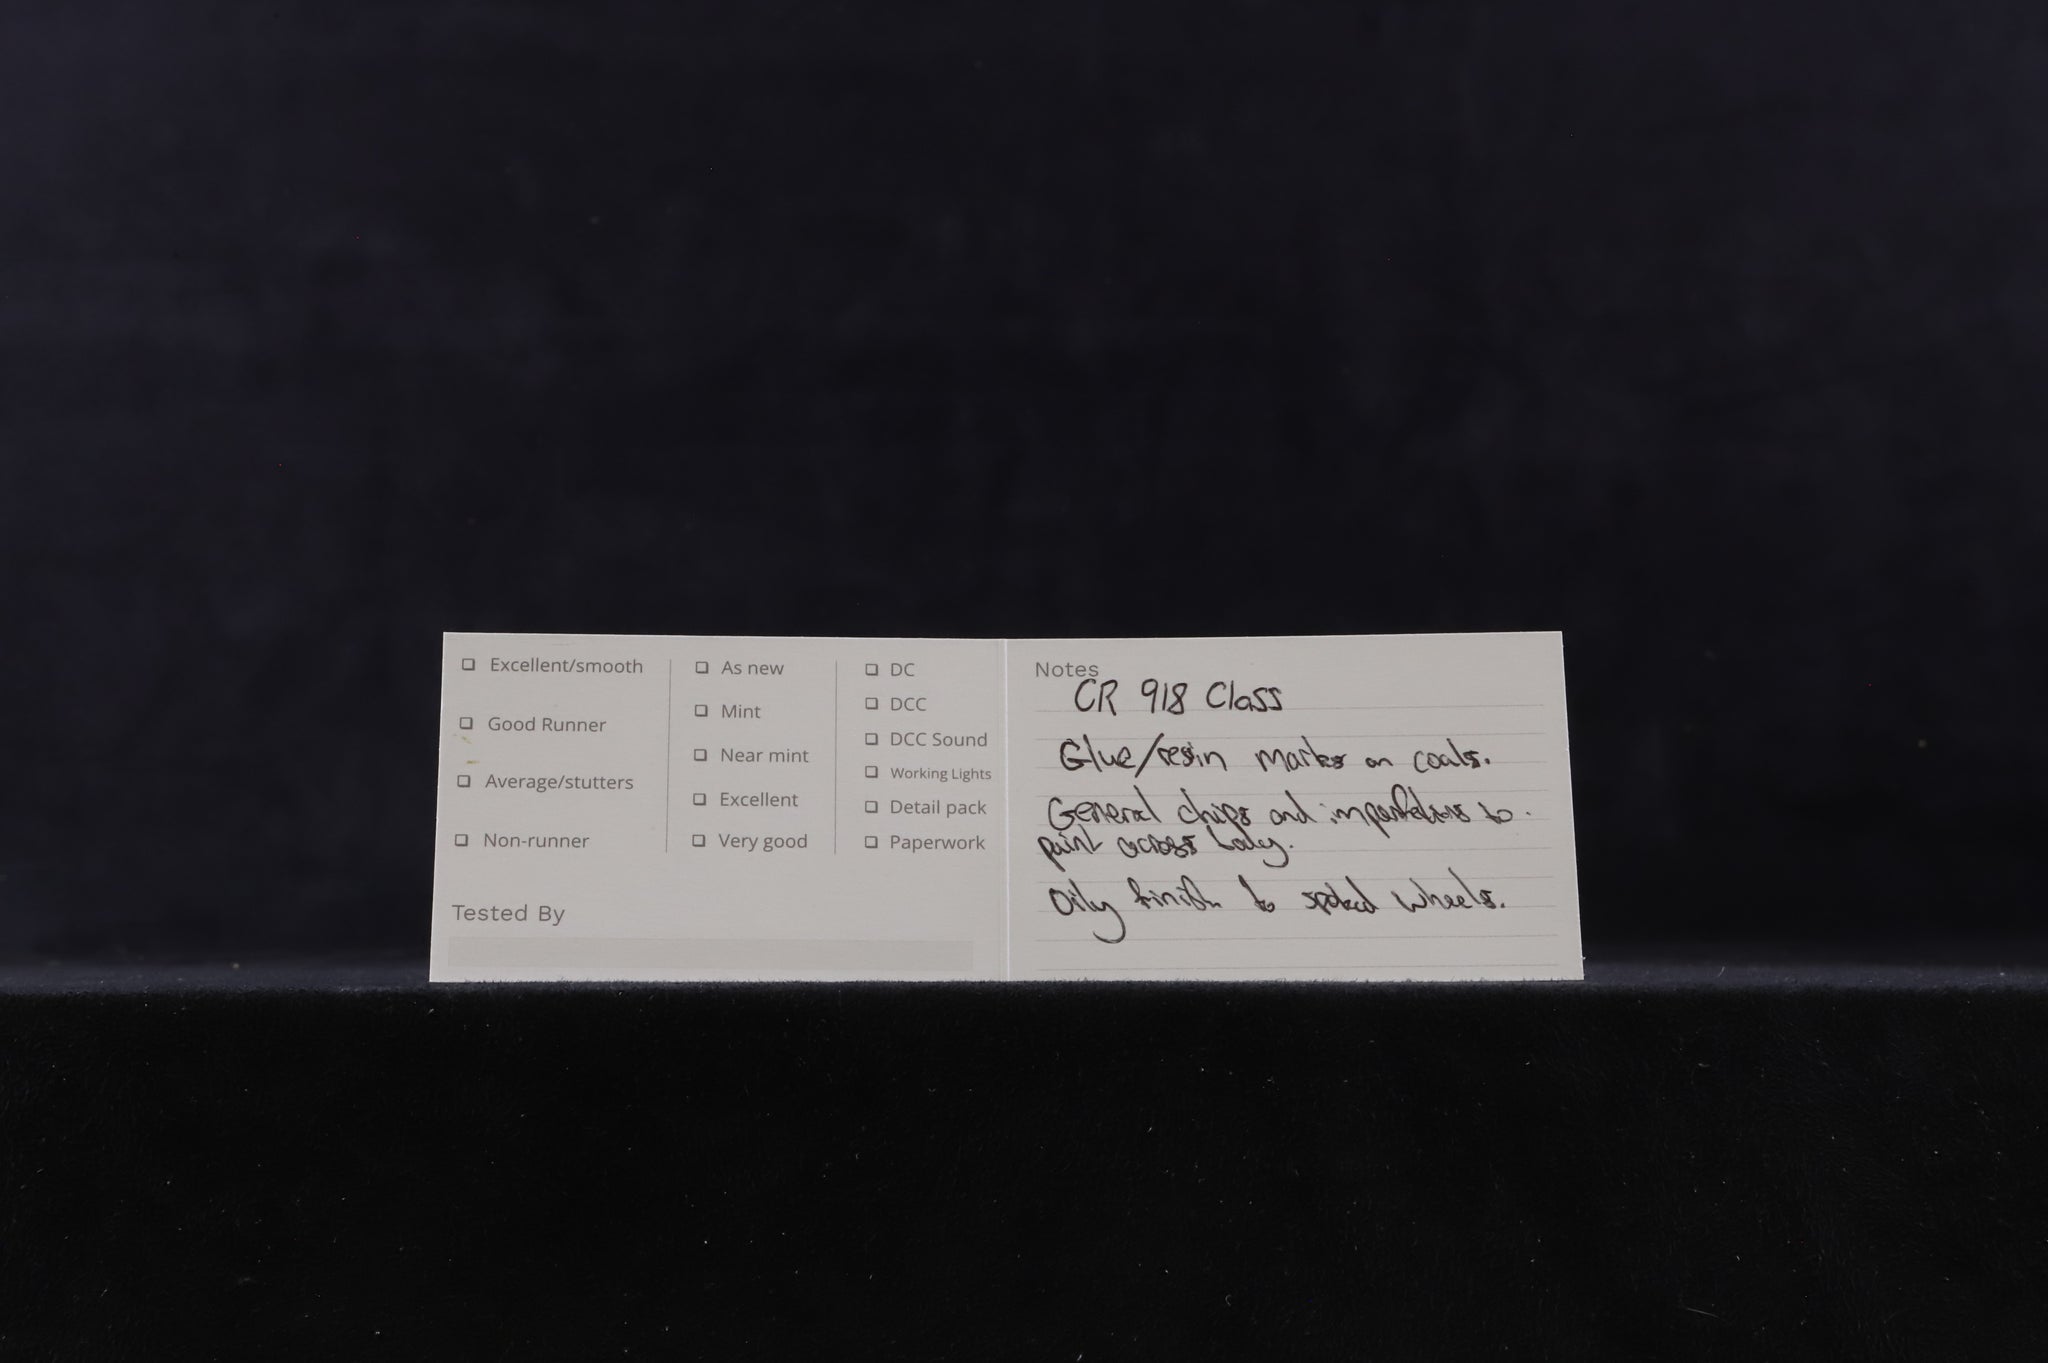 Excellent/smooth
Good Runner
Average/stutters
Non-runner
As new
Mint
Near mint
Excellent
Very good
DC
DCC
DCC Sound
Working Lights
Detail pack
Paperwork
Tested By
Notes
CR 918 Class
Glue/resin marks on coals.
General chips and imperfections to
paint across body.
Oily finish to spoked wheels.